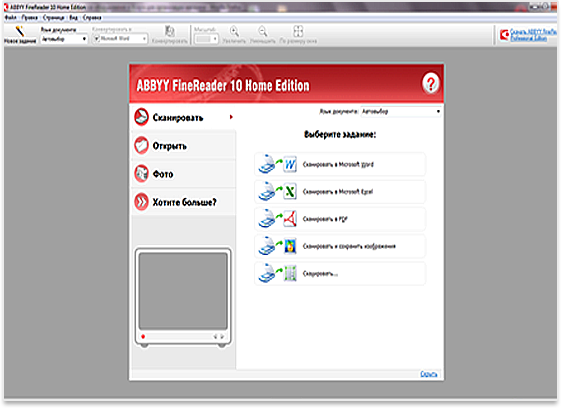 ABBYY FineReader 10 Home Edition
Файл Правка Страница Вид Справка
Новое задание
Язык документа
Автовыбор
Конвертировать в
Microsoft Word
Конвертировать
Масштаб
Увеличить
Уменьшить
По размеру окна
Скачать ABBYY FineRe
Professional Edition
ABBYY FineReader 10 Home Edition
?
Язык документа: Автовыбор
Сканировать
Открыть
Фото
Хотите больше?
Выберите задание:
Сканировать в Microsoft Word
Сканировать в Microsoft Excel
Сканировать в PDF
Сканировать и сохранить изображения
Сканировать...
Скрыть